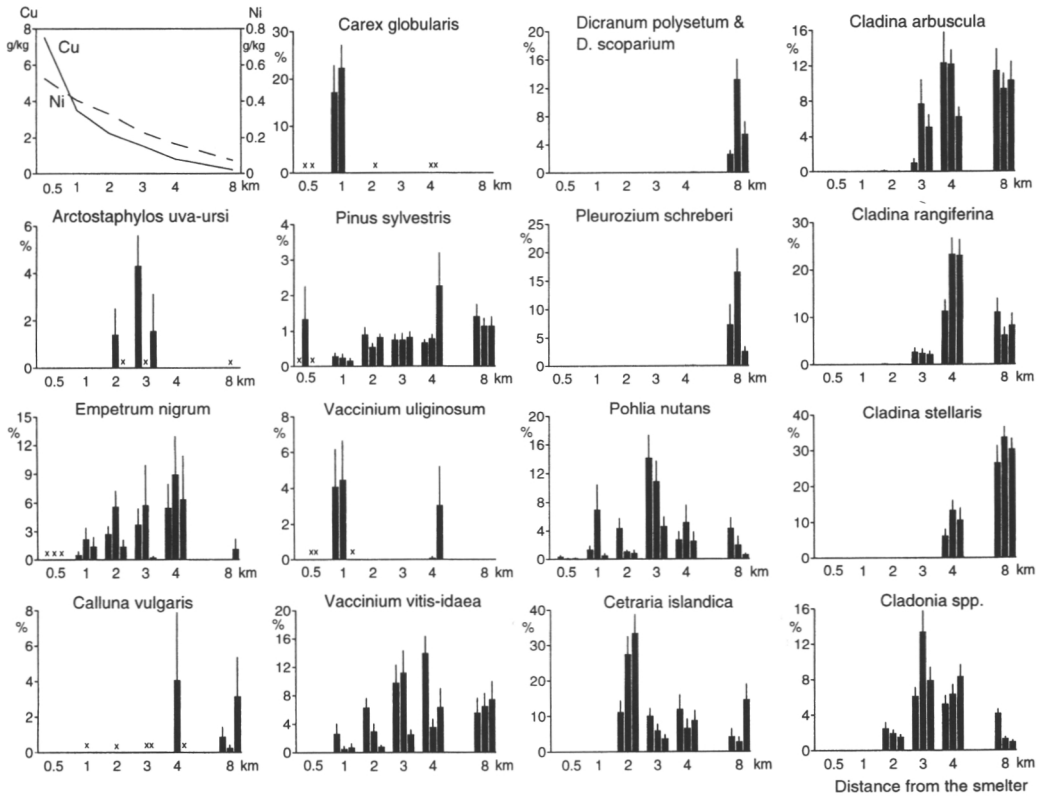 Cu
g/kg
Ni
g/kg
8
6
4
2
0
0.8
0.6
0.4
0.2
0
Cu
Ni
0.5 1 2 3 4 8 km
Carex globularis
%
30
20
10
0
x x x x x
0.5 1 2 3 4 8 km
Dicranum polysetum &
D. scoparium
%
20
16
12
8
4
0
0.5 1 2 3 4 8 km
Cladina arbuscula
%
16
12
8
4
0
0.5 1 2 3 4 8 km
Arctostaphylos uva-ursi
%
6
4
2
0
x x x
0.5 1 2 3 4 8 km
Pinus sylvestris
%
4
3
2
1
0
x x
0.5 1 2 3 4 8 km
Pleurozium schreberi
%
25
20
15
10
5
0
0.5 1 2 3 4 8 km
Cladina rangiferina
%
30
20
10
0
0.5 1 2 3 4 8 km
Empetrum nigrum
%
15
12
9
6
3
0
x x x
0.5 1 2 3 4 8 km
Vaccinium uliginosum
%
8
6
4
2
0
x x x
0.5 1 2 3 4 8 km
Pohlia nutans
%
20
16
12
8
4
0
0.5 1 2 3 4 8 km
Cladina stellaris
%
40
30
20
10
0
0.5 1 2 3 4 8 km
Calluna vulgaris
%
8
6
4
2
0
x x x x x
0.5 1 2 3 4 8 km
Vaccinium vitis-idaea
%
20
16
12
8
4
0
0.5 1 2 3 4 8 km
Cetraria islandica
%
40
30
20
10
0
0.5 1 2 3 4 8 km
Cladonia spp.
%
16
12
8
4
0
0.5 1 2 3 4 8 km
Distance from the smelter